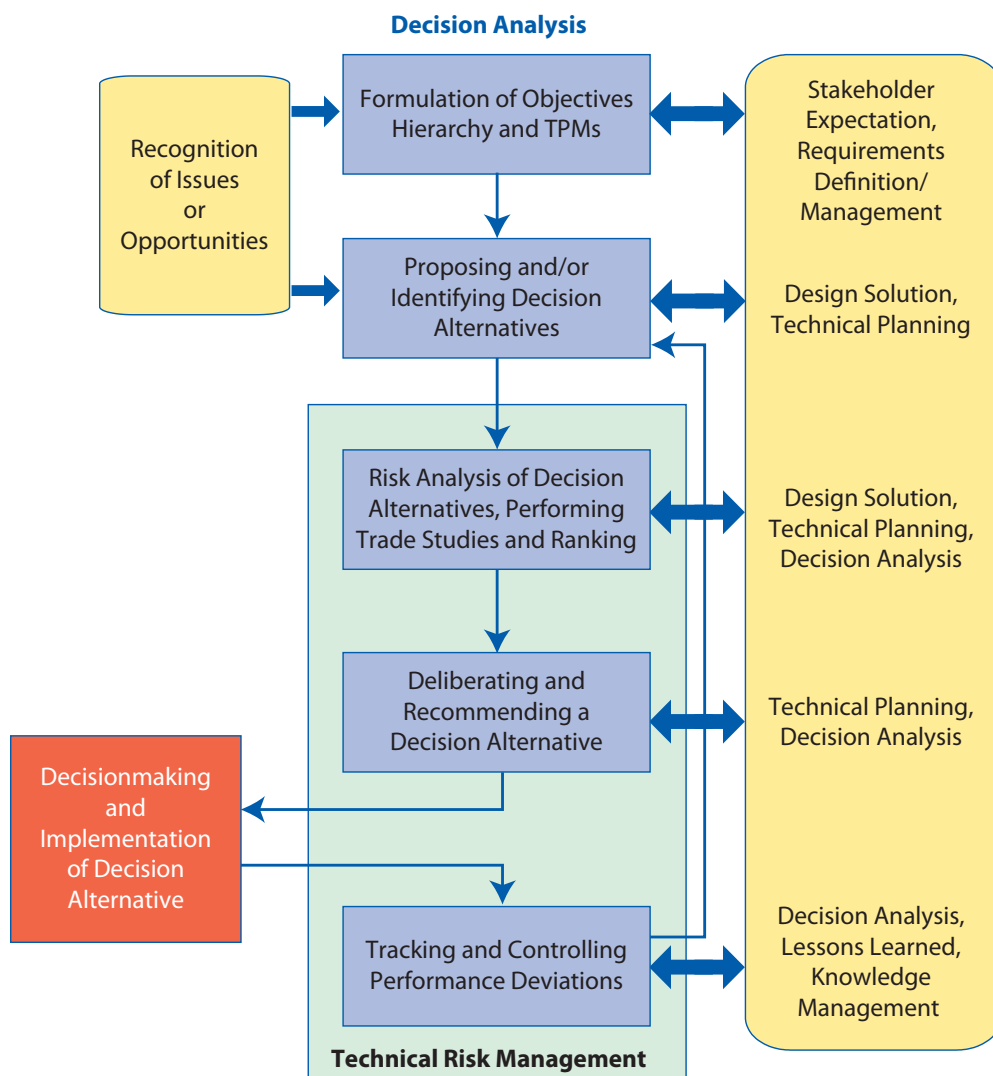 Decision Analysis
Recognition
of Issues
or
Opportunities
Formulation of Objectives
Hierarchy and TPMs
Stakeholder
Expectation,
Requirements
Definition/
Management
Proposing and/or
Identifying Decision
Alternatives
Design Solution,
Technical Planning
Risk Analysis of Decision
Alternatives, Performing
Trade Studies and Ranking
Design Solution,
Technical Planning,
Decision Analysis
Deliberating and
Recommending a
Decision Alternative
Technical Planning,
Decision Analysis
Decisionmaking
and
Implementation
of Decision
Alternative
Tracking and Controlling
Performance Deviations
Decision Analysis,
Lessons Learned,
Knowledge
Management
Technical Risk Management